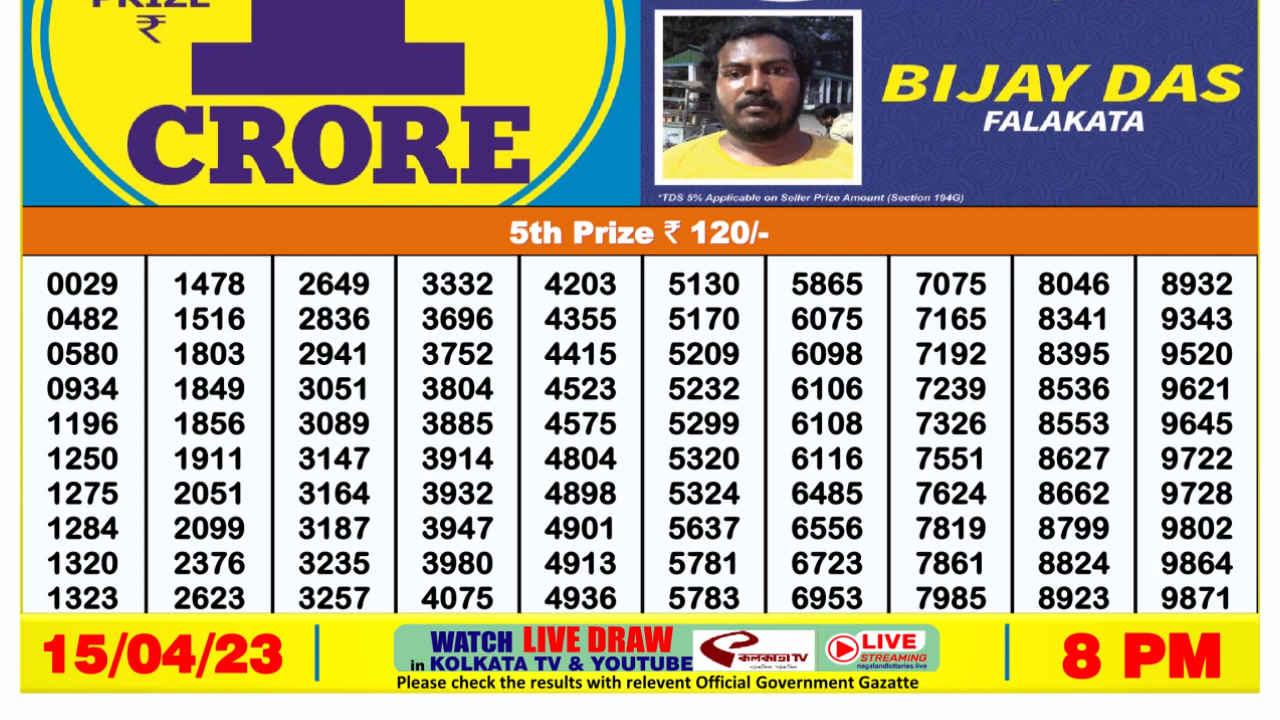 PRIZE
₹
1
CRORE
BIJAY DAS
FALAKATA
*TDS 5% Applicable on Seller Prize Amount (Section 194G)
5th Prize ₹ 120/-
0029 1478 2649 3332 4203 5130 5865 7075 8046 8932
0482 1516 2836 3696 4355 5170 6075 7165 8341 9343
0580 1803 2941 3752 4415 5209 6098 7192 8395 9520
0934 1849 3051 3804 4523 5232 6106 7239 8536 9621
1196 1856 3089 3885 4575 5299 6108 7326 8553 9645
1250 1911 3147 3914 4804 5320 6116 7551 8627 9722
1275 2051 3164 3932 4898 5324 6485 7624 8662 9728
1284 2099 3187 3947 4901 5637 6556 7819 8799 9802
1320 2376 3235 3980 4913 5781 6723 7861 8824 9864
1323 2623 3257 4075 4936 5783 6953 7985 8923 9871
15/04/23
WATCH LIVE DRAW
in KOLKATA TV & YOUTUBE
কলকাতা TV
LIVE
STREAMING
nagalandlotteries.live
Please check the results with relevent Official Government Gazatte
8 PM